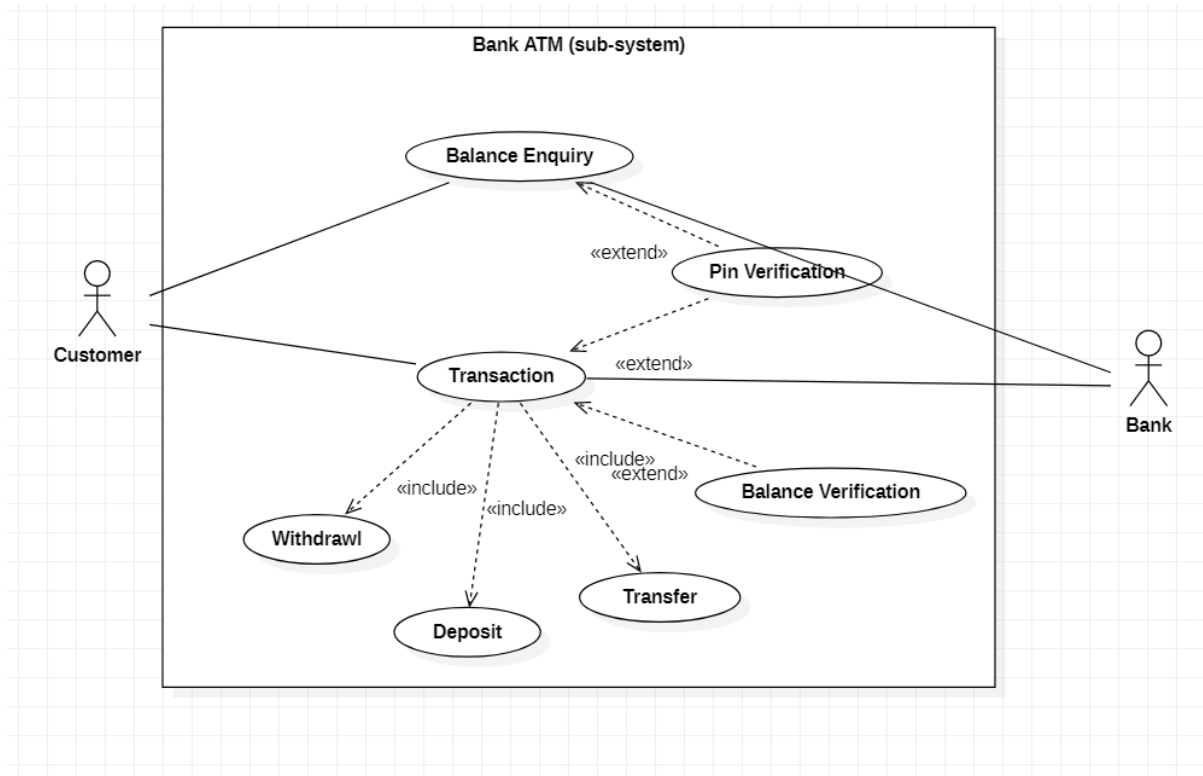 Bank ATM (sub-system)
Balance Enquiry
«extend»
Pin Verification
Customer
«extend»
Transaction
Bank
«include»
«extend»
«include»
«include»
Balance Verification
Withdrawl
Transfer
Deposit